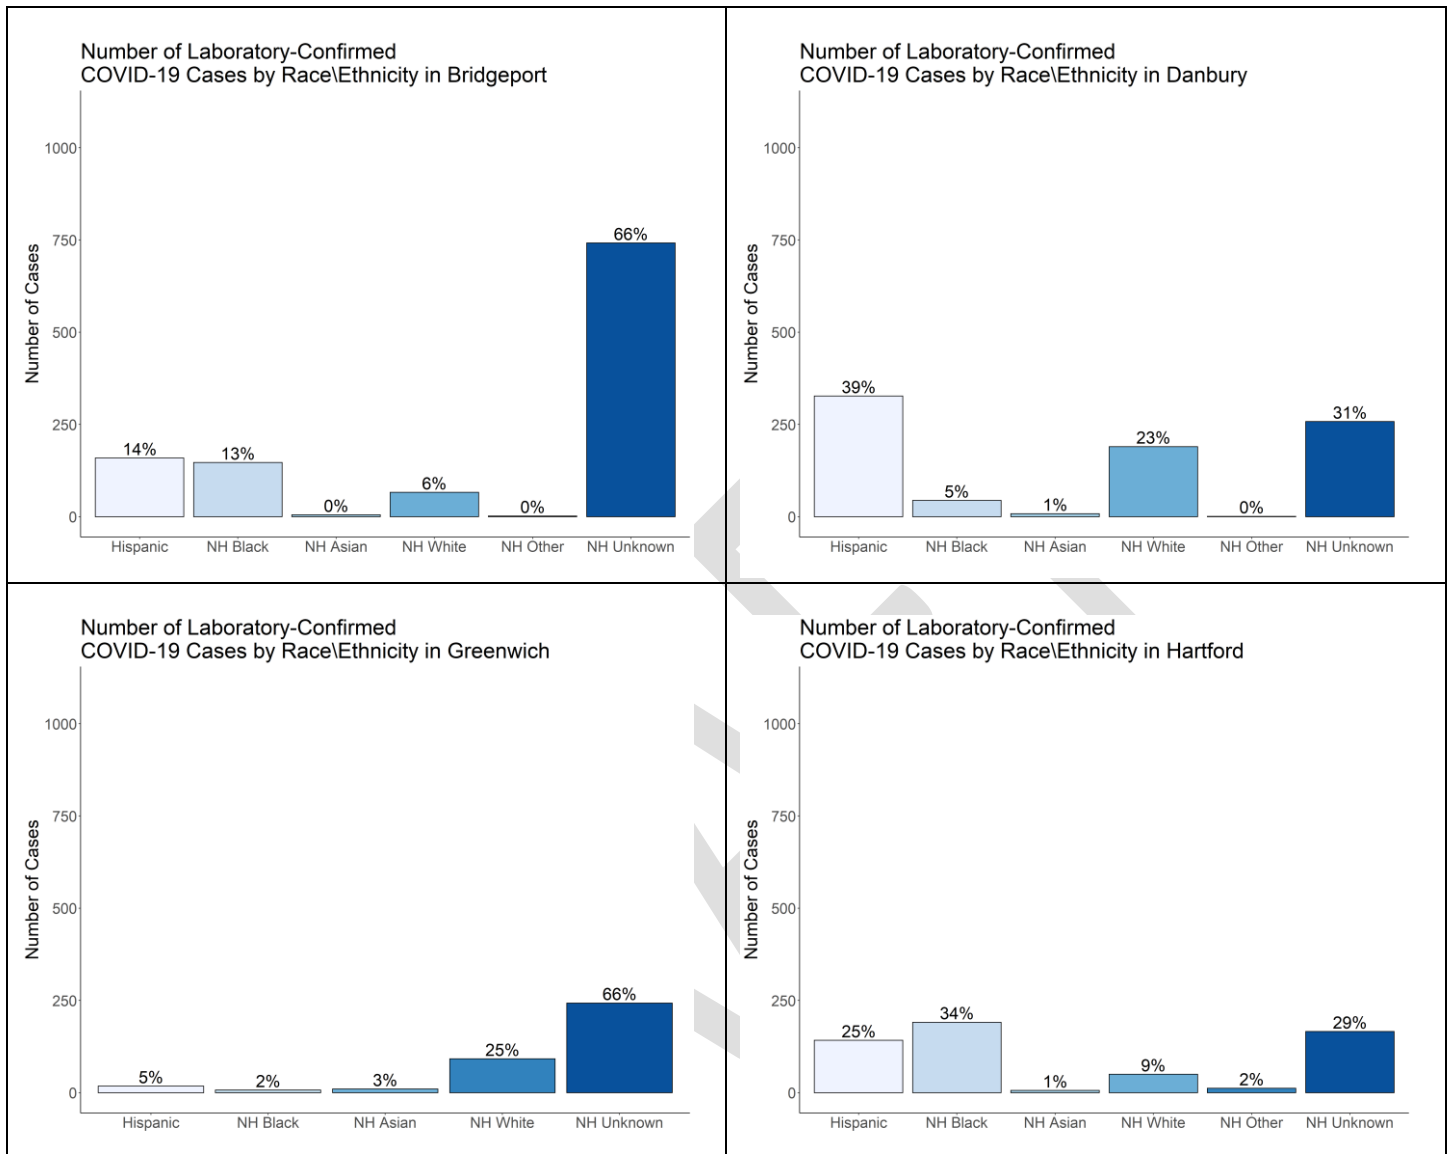 Number of Laboratory-Confirmed
COVID-19 Cases by Race\Ethnicity in Bridgeport
Number of Cases
1000
750
500
250
0
14%
13%
0%
6%
0%
66%
Hispanic NH Black NH Asian NH White NH Other NH Unknown
Number of Laboratory-Confirmed
COVID-19 Cases by Race\Ethnicity in Danbury
Number of Cases
1000
750
500
250
0
39%
5%
1%
23%
0%
31%
Hispanic NH Black NH Asian NH White NH Other NH Unknown
Number of Laboratory-Confirmed
COVID-19 Cases by Race\Ethnicity in Greenwich
Number of Cases
1000
750
500
250
0
5%
2%
3%
25%
66%
Hispanic NH Black NH Asian NH White NH Unknown
Number of Laboratory-Confirmed
COVID-19 Cases by Race\Ethnicity in Hartford
Number of Cases
1000
750
500
250
0
25%
34%
1%
9%
2%
29%
Hispanic NH Black NH Asian NH White NH Other NH Unknown